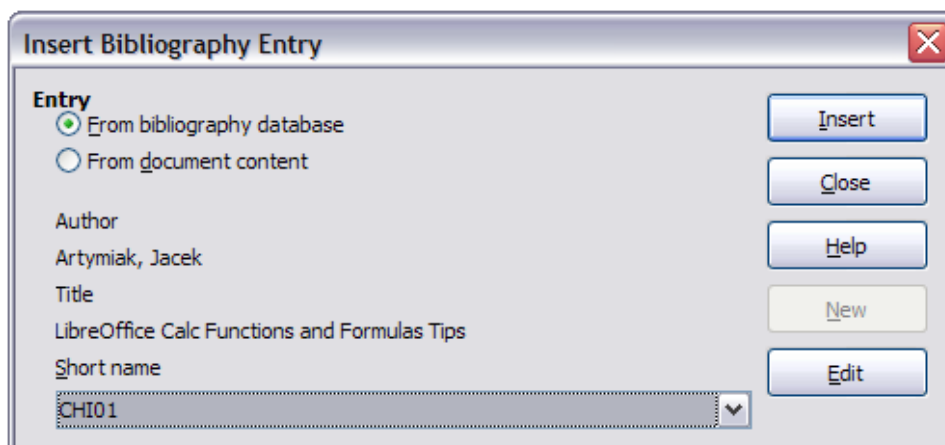 Insert Bibliography Entry
Entry
From bibliography database
From document content
Author
Artymiak, Jacek
Title
LibreOffice Calc Functions and Formulas Tips
Short name
CHI01
Insert
Close
Help
New
Edit